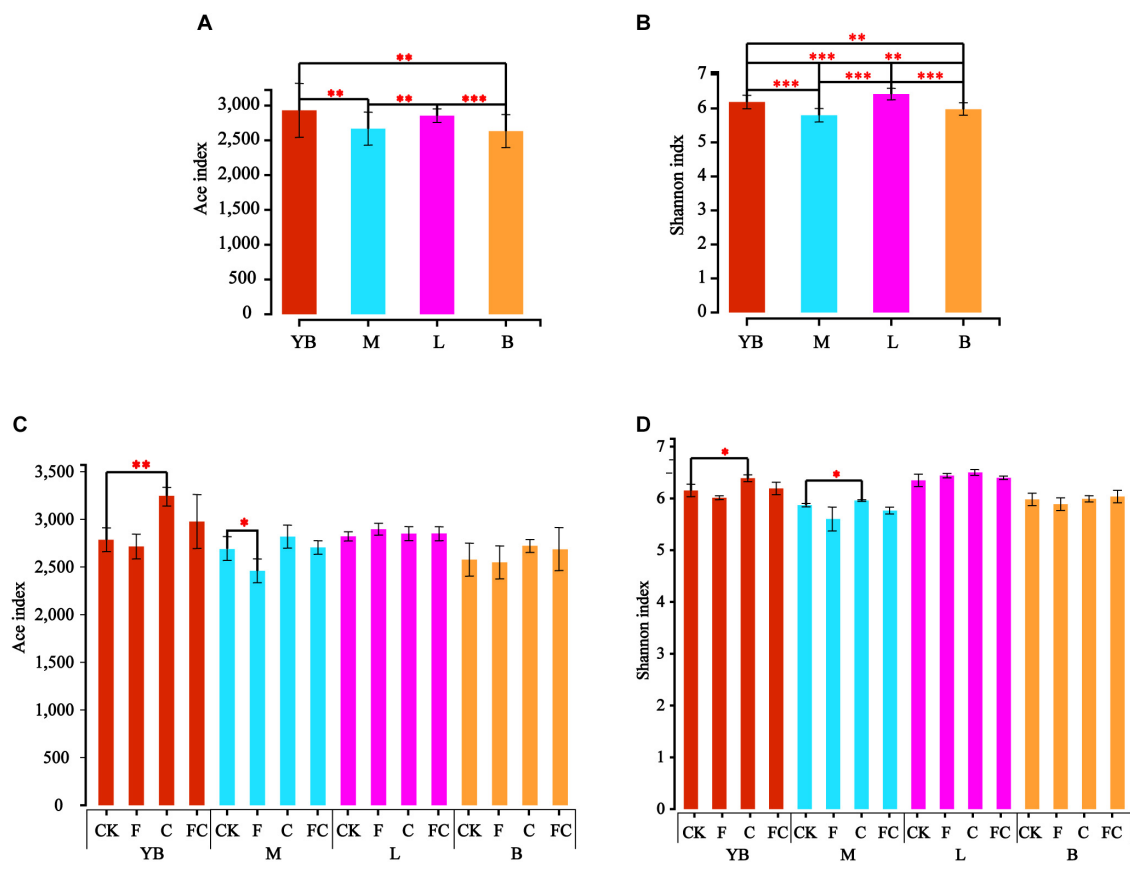 A
**
** ** ***
3,000
2,500
2,000
1,500
1,000
500
0
Ace index
YB M L B
B
**
*** **
*** *** ***
7
6
5
4
3
2
1
0
Shannon indx
YB M L B
C
**
*
3,500
3,000
2,500
2,000
1,500
1,000
500
0
Ace index
CK F C FC CK F C FC CK F C FC CK F C FC
YB M L B
D
*
*
7
6
5
4
3
2
1
0
Shannon index
CK F C FC CK F C FC CK F C FC CK F C FC
YB M L B